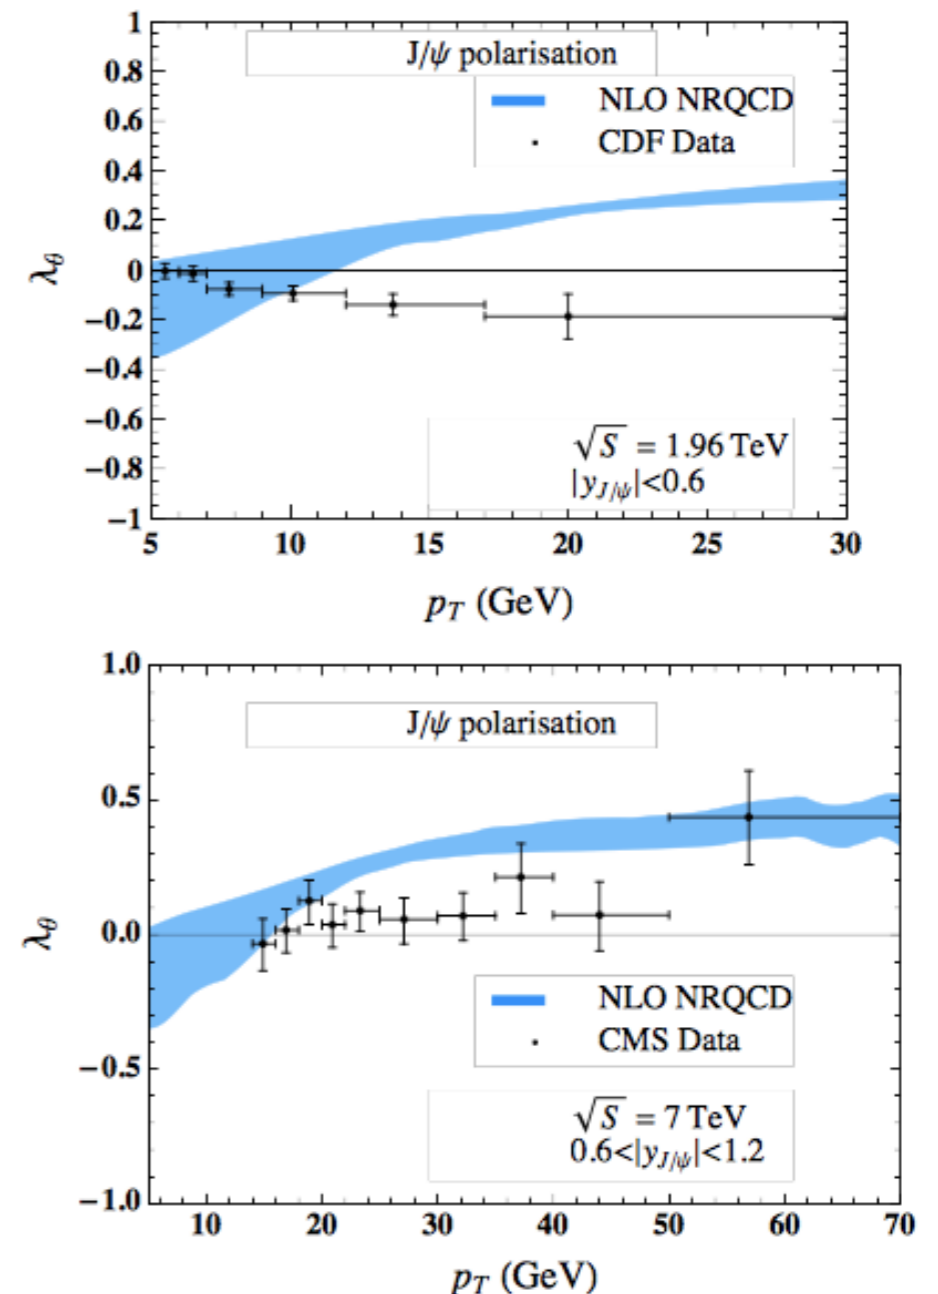 1
0.8
0.6
0.4
0.2
0
−0.2
−0.4
−0.6
−0.8
−1
λθ
J/ψ polarisation
NLO NRQCD
CDF Data
√S = 1.96 TeV
|yJ/ψ|<0.6
5 10 15 20 25 30
pT (GeV)
1.0
0.5
0.0
−0.5
−1.0
λθ
J/ψ polarisation
NLO NRQCD
CMS Data
√S = 7 TeV
0.6<|yJ/ψ|<1.2
10 20 30 40 50 60 70
pT (GeV)